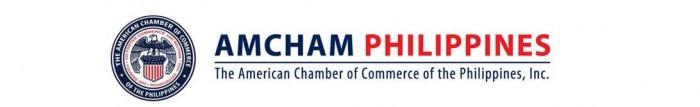 THE AMERICAN CHAMBER OF COMMERCE
OF THE PHILIPPINES
AMCHAM PHILIPPINES
The American Chamber of Commerce of the Philippines, Inc.